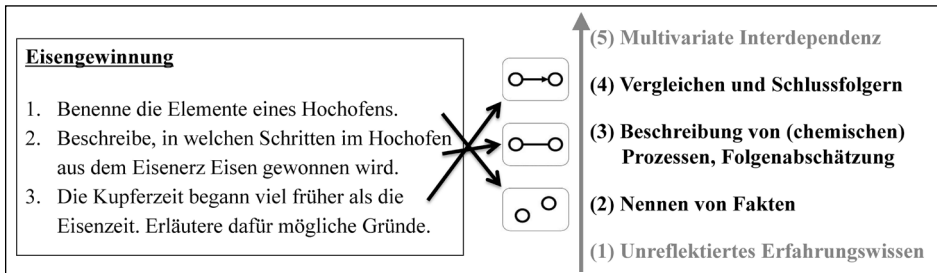 Eisengewinnung
1. Benenne die Elemente eines Hochofens.
2. Beschreibe, in welchen Schritten im Hochofen
aus dem Eisenerz Eisen gewonnen wird.
3. Die Kupferzeit begann viel früher als die
Eisenzeit. Erläutere dafür mögliche Gründe.
(5) Multivariate Interdependenz
(4) Vergleichen und Schlussfolgern
(3) Beschreibung von (chemischen)
Prozessen, Folgenabschätzung
(2) Nennen von Fakten
(1) Unreflektiertes Erfahrungswissen